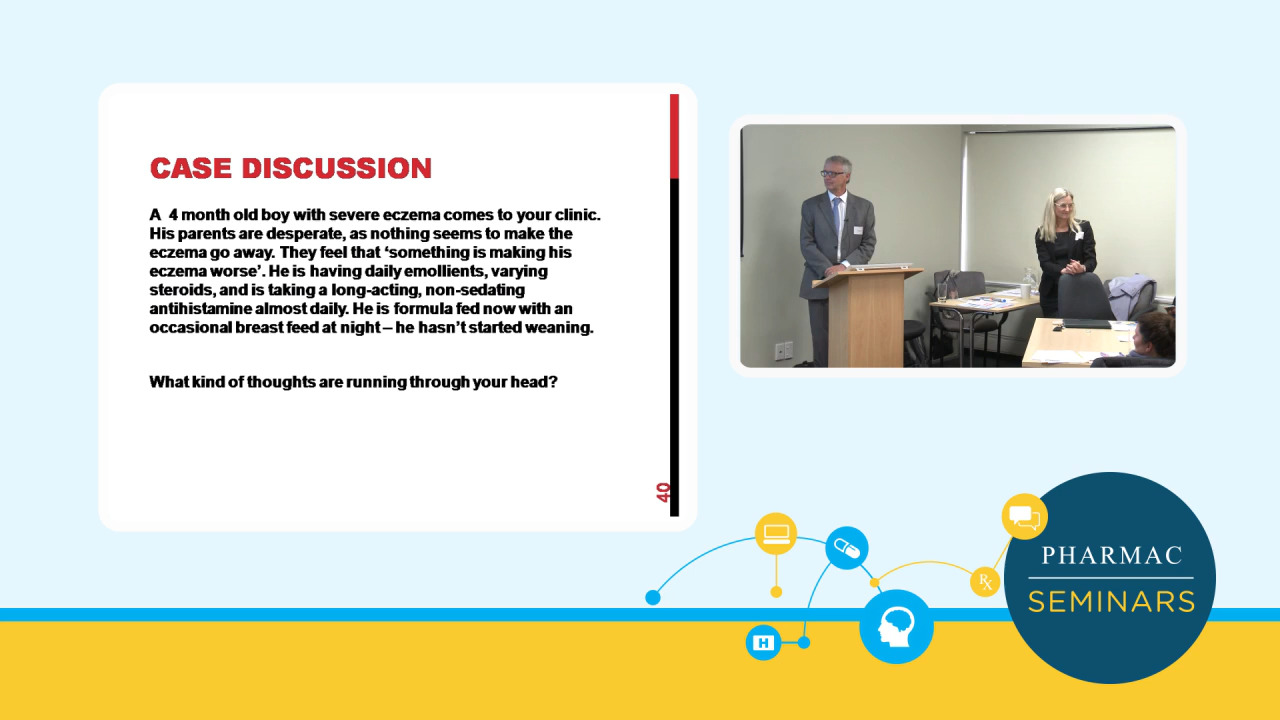 CASE DISCUSSION
A 4 month old boy with severe eczema comes to your clinic.
His parents are desperate, as nothing seems to make the
eczema go away. They feel that ‘something is making his
eczema worse’. He is having daily emollients, varying
steroids, and is taking a long-acting, non-sedating
antihistamine almost daily. He is formula fed now with an
occasional breast feed at night – he hasn’t started weaning.
What kind of thoughts are running through your head?
40
Rx
H
PHARMAC
SEMINARS